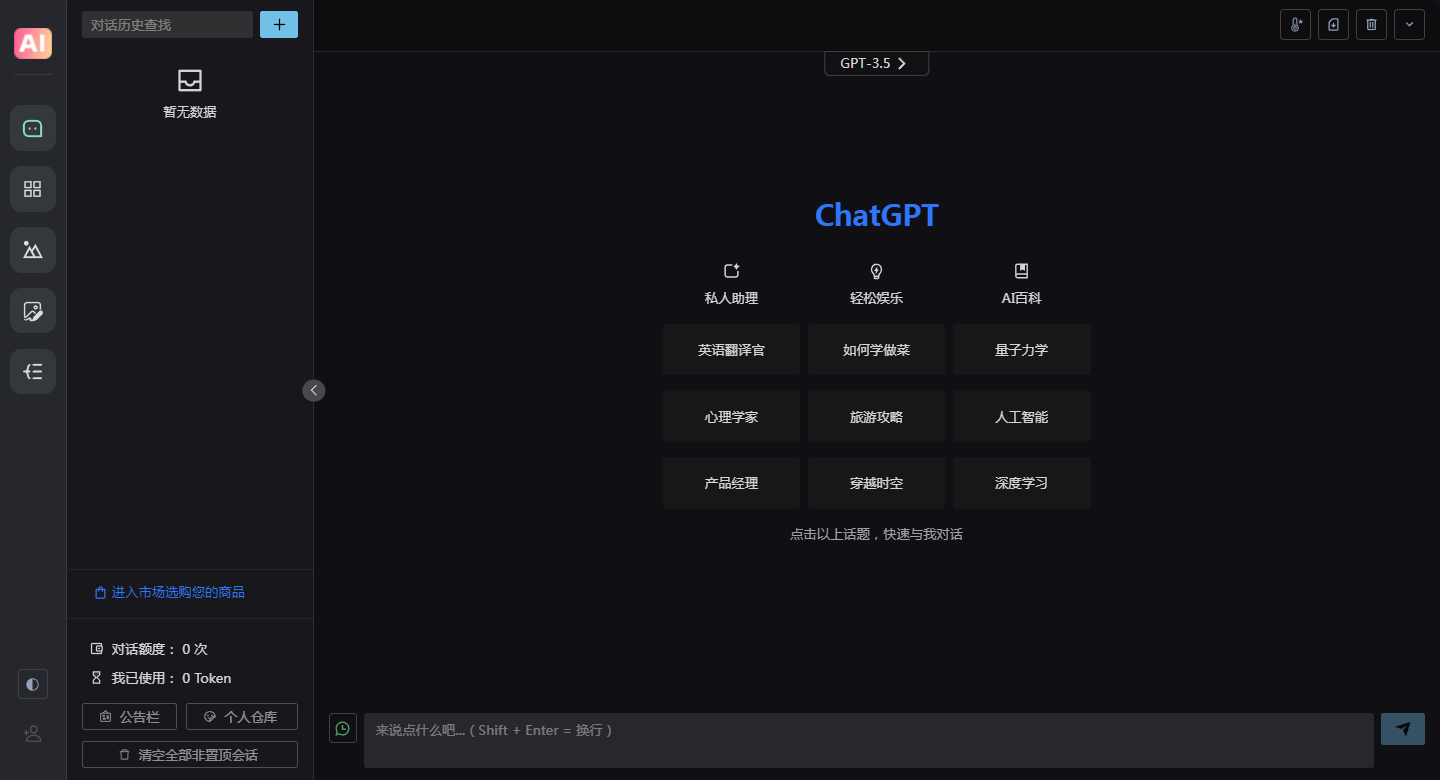 AI
对话历史查找
暂无数据
进入市场选购您的商品
对话额度： 0 次
我已使用： 0 Token
公告栏
个人仓库
清空全部非置顶会话
GPT-3.5
ChatGPT
私人助理 轻松娱乐 AI百科
英语翻译官 如何学做菜 量子力学
心理学家 旅游攻略 人工智能
产品经理 穿越时空 深度学习
点击以上话题，快速与我对话
来说点什么吧...（Shift + Enter = 换行）